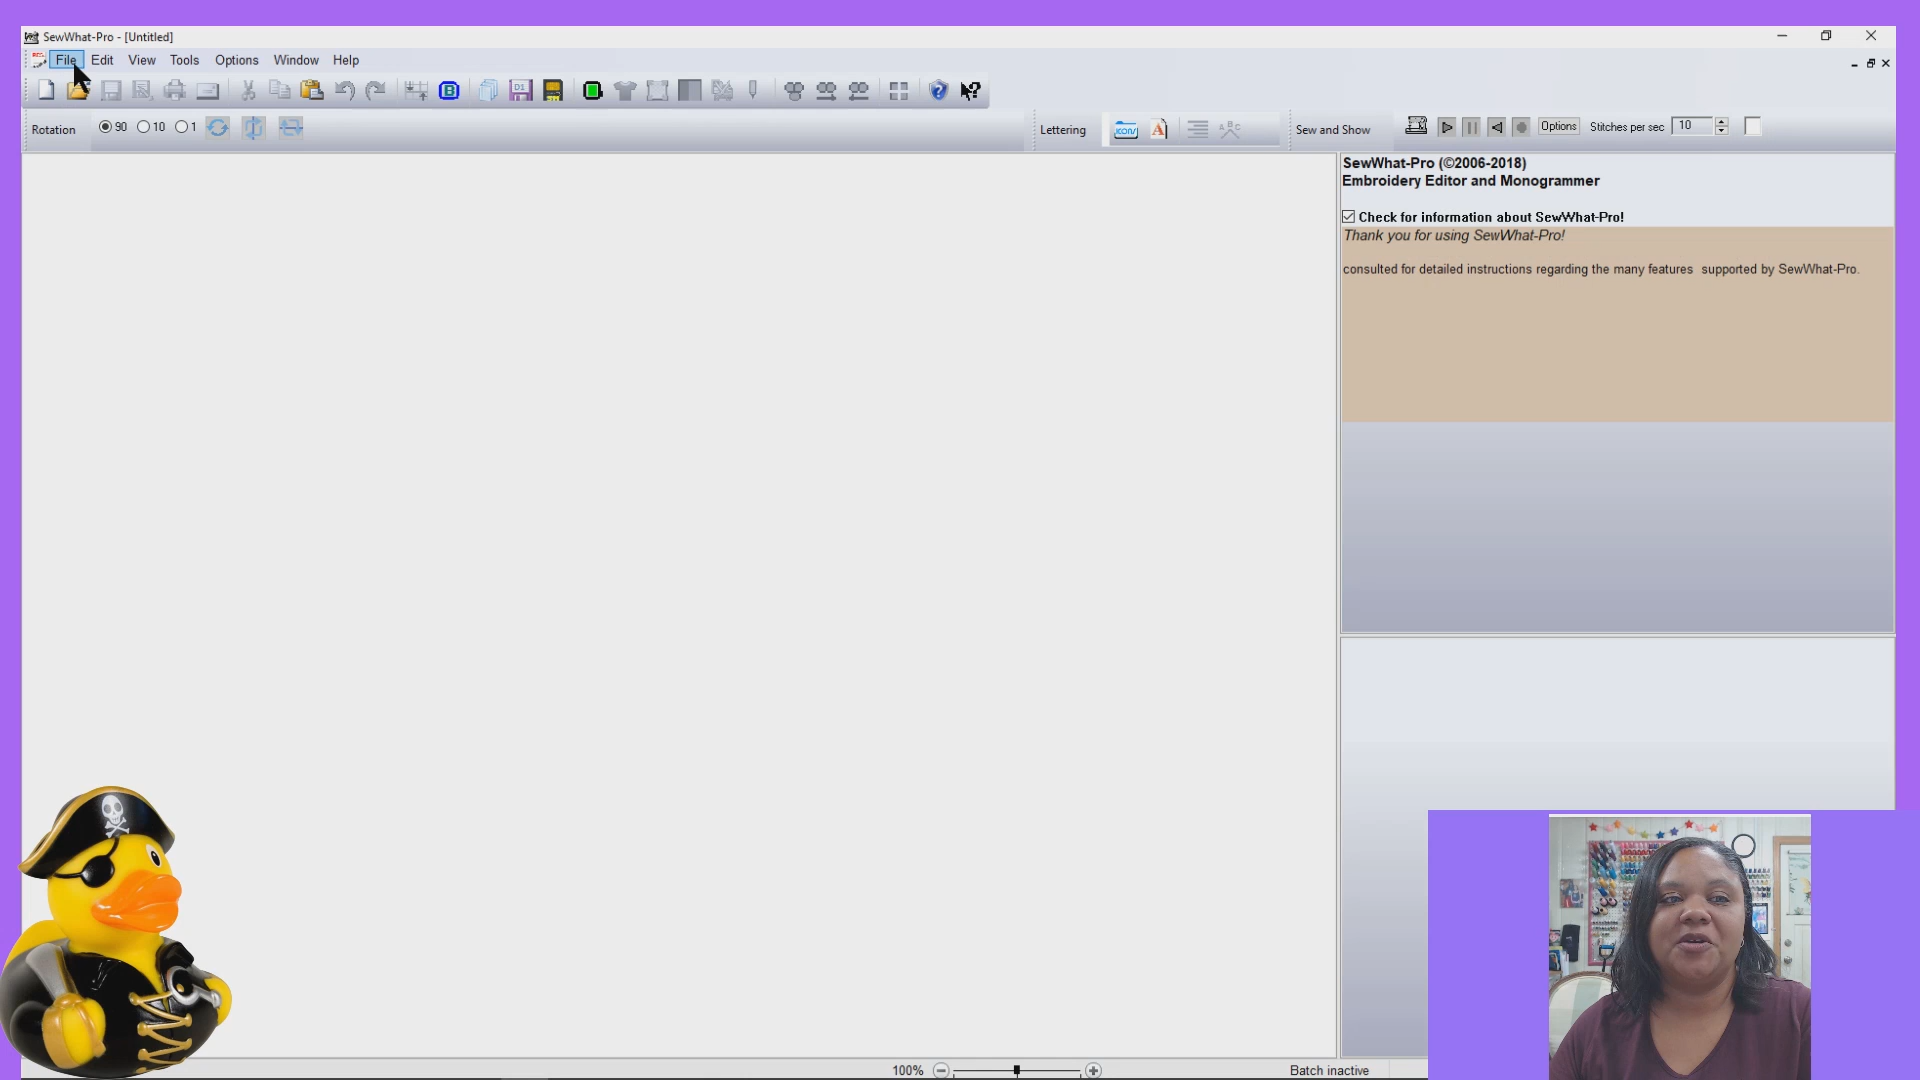 SewWhat-Pro - [Untitled]
File Edit View Tools Options Window Help
Rotation 90 10 1 Lettering Sew and Show Options Stitches per sec 10
SewWhat-Pro (©2006-2018)
Embroidery Editor and Monogrammer
Check for information about SewWhat-Pro!
Thank you for using SewWhat-Pro!
consulted for detailed instructions regarding the many features supported by SewWhat-Pro.
100% Batch inactive